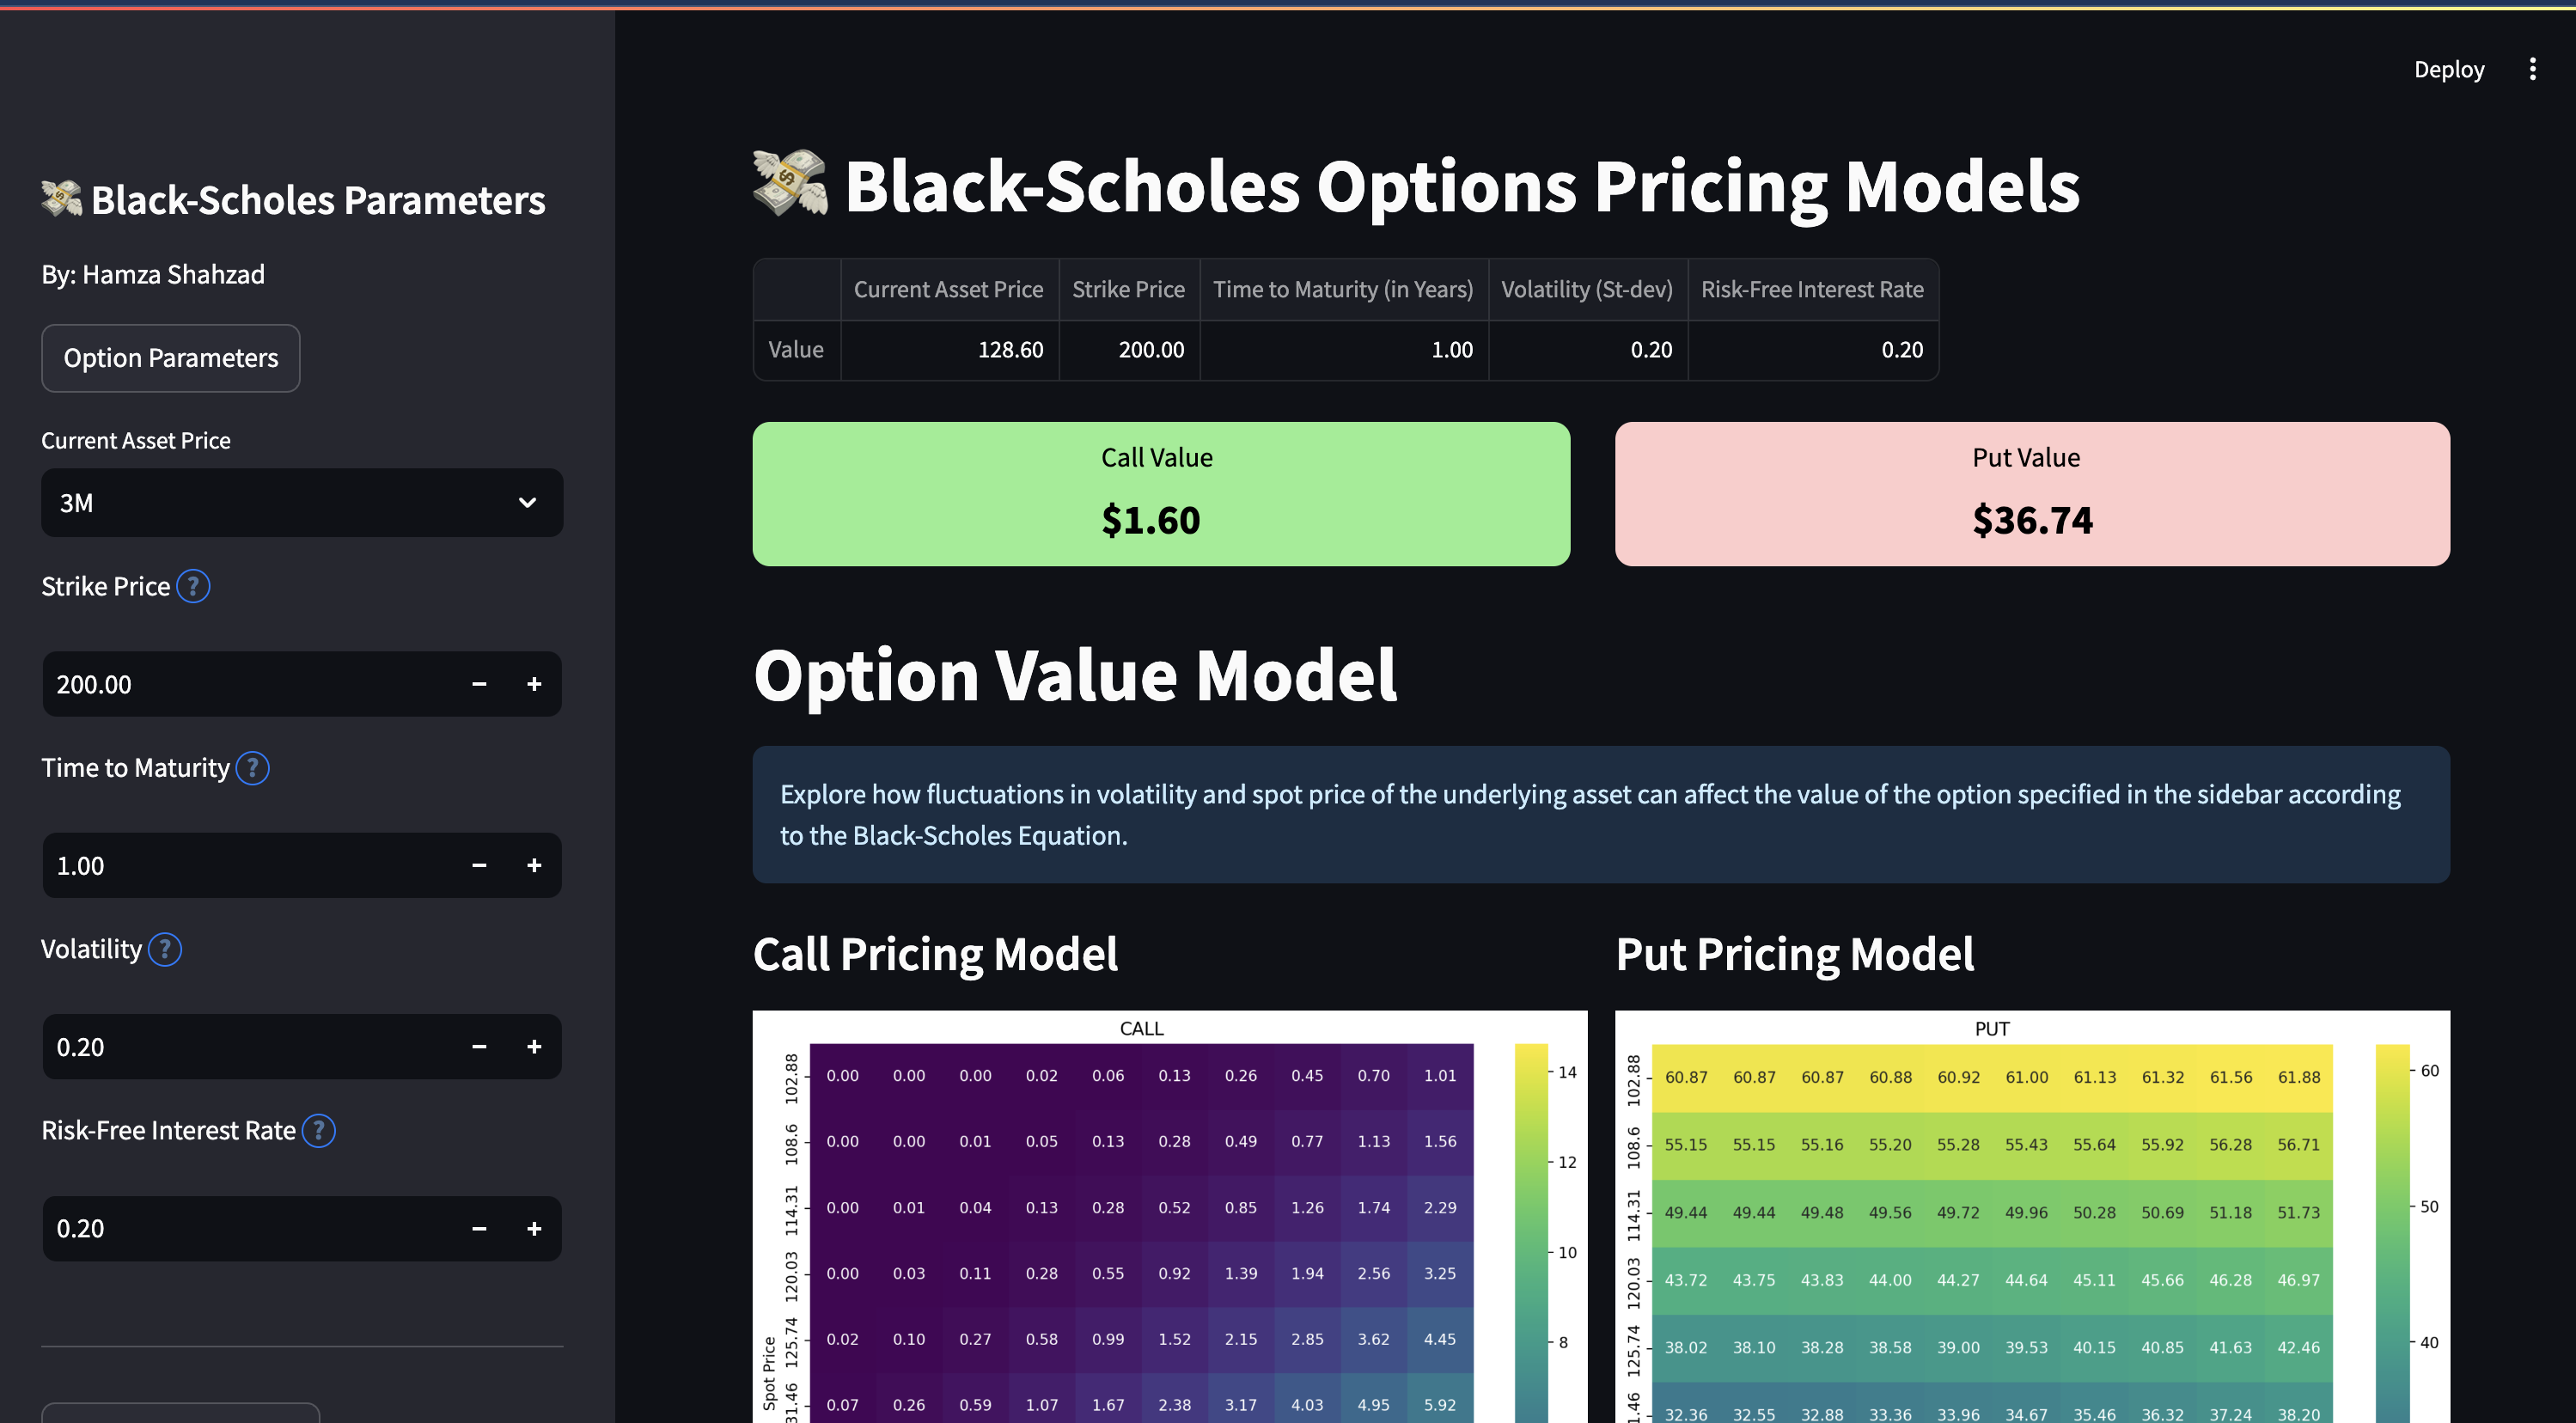 Deploy
💸 Black-Scholes Parameters
By: Hamza Shahzad
Option Parameters
Current Asset Price
3M
Strike Price ?
200.00 − +
Time to Maturity ?
1.00 − +
Volatility ?
0.20 − +
Risk-Free Interest Rate ?
0.20 − +
💸 Black-Scholes Options Pricing Models
Current Asset Price Strike Price Time to Maturity (in Years) Volatility (St-dev) Risk-Free Interest Rate
Value 128.60 200.00 1.00 0.20 0.20
Call Value
$1.60
Put Value
$36.74
Option Value Model
Explore how fluctuations in volatility and spot price of the underlying asset can affect the value of the option specified in the sidebar according
to the Black-Scholes Equation.
Call Pricing Model
CALL
Spot Price
102.88 0.00 0.00 0.00 0.02 0.06 0.13 0.26 0.45 0.70 1.01
108.6 0.00 0.00 0.01 0.05 0.13 0.28 0.49 0.77 1.13 1.56
114.31 0.00 0.01 0.04 0.13 0.28 0.52 0.85 1.26 1.74 2.29
120.03 0.00 0.03 0.11 0.28 0.55 0.92 1.39 1.94 2.56 3.25
125.74 0.02 0.10 0.27 0.58 0.99 1.52 2.15 2.85 3.62 4.45
31.46 0.07 0.26 0.59 1.07 1.67 2.38 3.17 4.03 4.95 5.92
14
12
10
8
Put Pricing Model
PUT
102.88 60.87 60.87 60.87 60.88 60.92 61.00 61.13 61.32 61.56 61.88
108.6 55.15 55.15 55.16 55.20 55.28 55.43 55.64 55.92 56.28 56.71
114.31 49.44 49.44 49.48 49.56 49.72 49.96 50.28 50.69 51.18 51.73
120.03 43.72 43.75 43.83 44.00 44.27 44.64 45.11 45.66 46.28 46.97
125.74 38.02 38.10 38.28 38.58 39.00 39.53 40.15 40.85 41.63 42.46
1.46 32.36 32.55 32.88 33.36 33.96 34.67 35.46 36.32 37.24 38.20
60
50
40